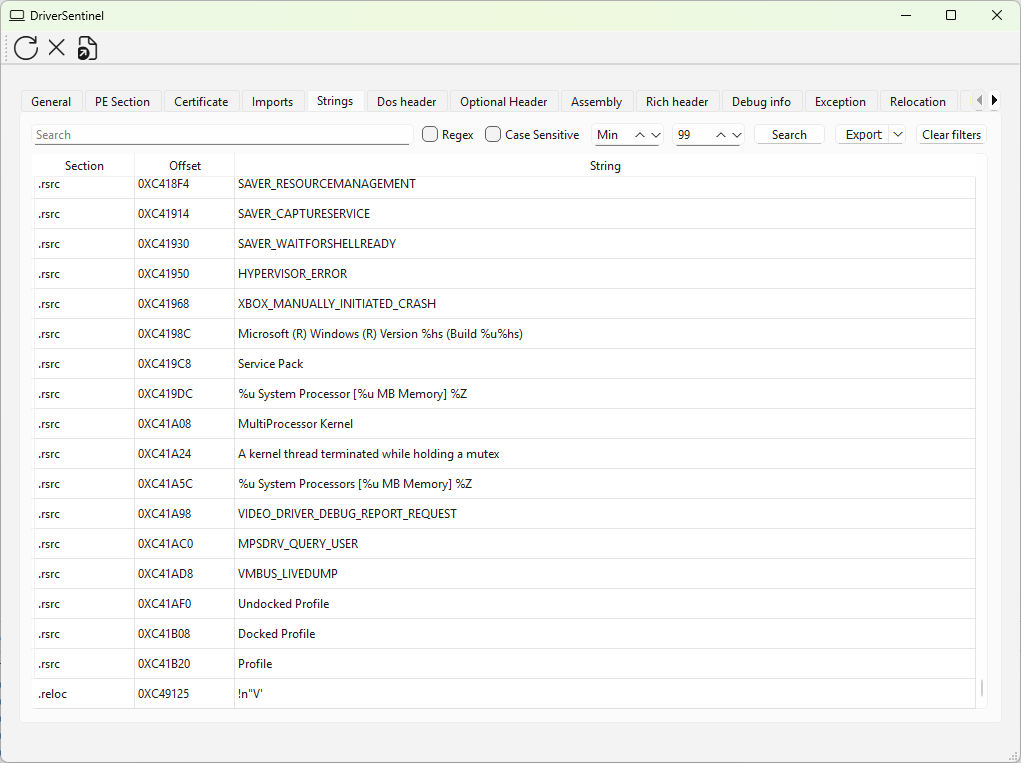 DriverSentinel
General PE Section Certificate Imports Strings Dos header Optional Header Assembly Rich header Debug info Exception Relocation
Search Regex Case Sensitive Min 99 Search Export Clear filters
Section Offset String
.rsrc 0XC418F4 SAVER_RESOURCEMANAGEMENT
.rsrc 0XC41914 SAVER_CAPTURESERVICE
.rsrc 0XC41930 SAVER_WAITFORSHELLREADY
.rsrc 0XC41950 HYPERVISOR_ERROR
.rsrc 0XC41968 XBOX_MANUALLY_INITIATED_CRASH
.rsrc 0XC4198C Microsoft (R) Windows (R) Version %hs (Build %u%hs)
.rsrc 0XC419C8 Service Pack
.rsrc 0XC419DC %u System Processor [%u MB Memory] %Z
.rsrc 0XC41A08 MultiProcessor Kernel
.rsrc 0XC41A24 A kernel thread terminated while holding a mutex
.rsrc 0XC41A5C %u System Processors [%u MB Memory] %Z
.rsrc 0XC41A98 VIDEO_DRIVER_DEBUG_REPORT_REQUEST
.rsrc 0XC41AC0 MPSDRV_QUERY_USER
.rsrc 0XC41AD8 VMBUS_LIVEDUMP
.rsrc 0XC41AF0 Undocked Profile
.rsrc 0XC41B08 Docked Profile
.rsrc 0XC41B20 Profile
.reloc 0XC49125 !n"V'